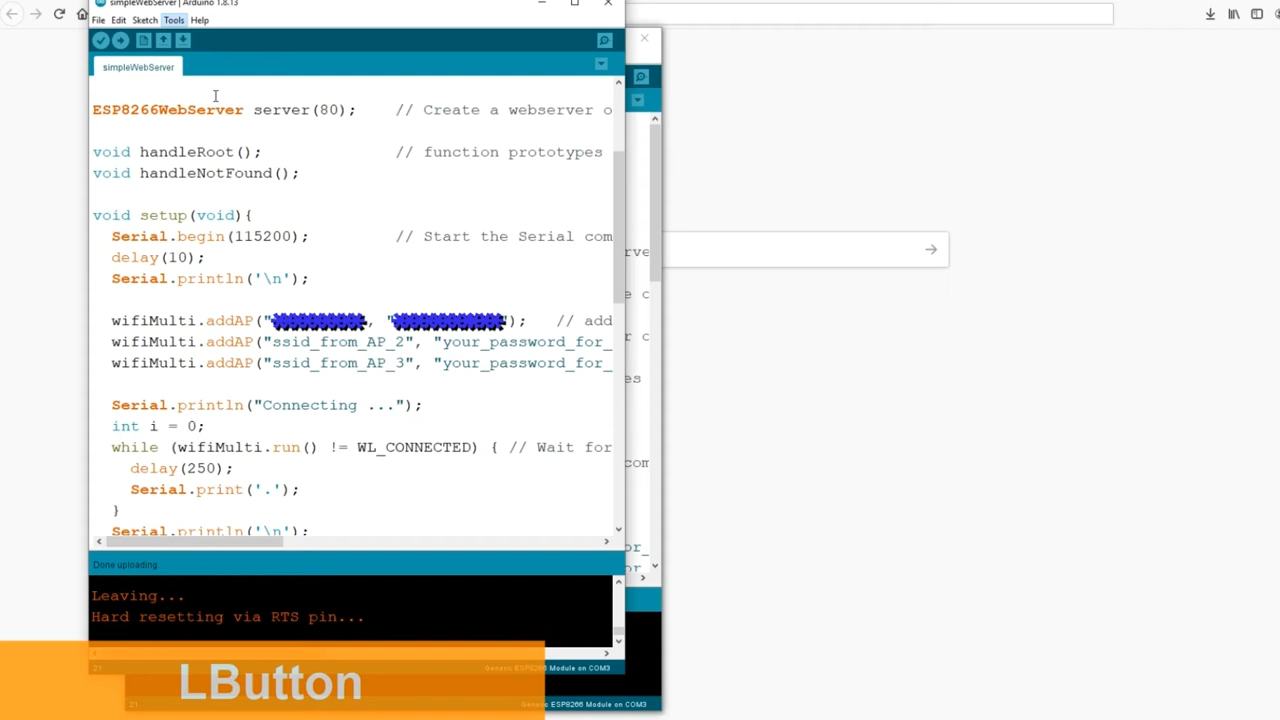 simpleWebServer | Arduino 1.8.13
File Edit Sketch Tools Help
simpleWebServer
ESP8266WebServer server(80); // Create a webserver o
void handleRoot(); // function prototypes
void handleNotFound();
void setup(void){
Serial.begin(115200); // Start the Serial com
delay(10);
Serial.println('\n');
wifiMulti.addAP(" , " "); // add
wifiMulti.addAP("ssid_from_AP_2", "your_password_for_
wifiMulti.addAP("ssid_from_AP_3", "your_password_for_
Serial.println("Connecting ...");
int i = 0;
while (wifiMulti.run() != WL_CONNECTED) { // Wait for
delay(250);
Serial.print('.');
}
Serial.println('\n');
Done uploading.
Leaving...
Hard resetting via RTS pin...
21 Generic ESP8266 Module on COM3
LButton
21 Generic ESP8266 Module on COM3